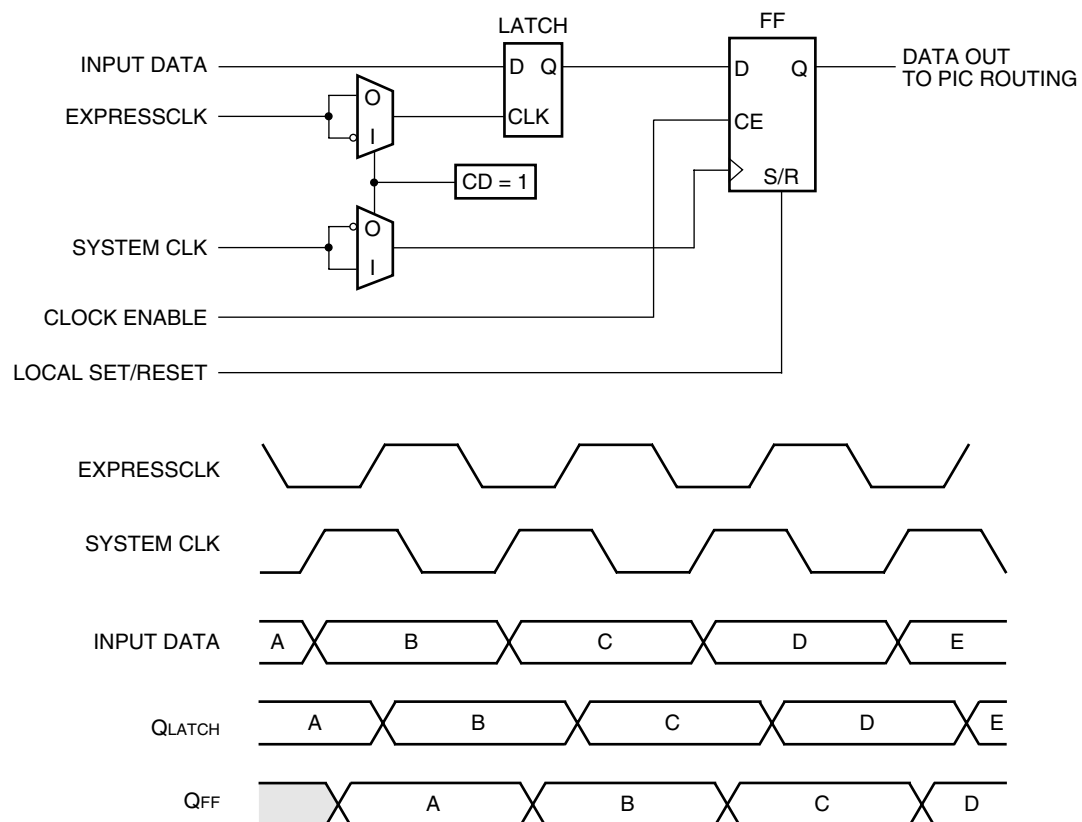 LATCH
FF
INPUT DATA
D Q
D Q
DATA OUT
TO PIC ROUTING
EXPRESSCLK
O
I
CLK
CE
CD = 1
S/R
SYSTEM CLK
O
I
CLOCK ENABLE
LOCAL SET/RESET
EXPRESSCLK
SYSTEM CLK
INPUT DATA A B C D E
QLATCH A B C D E
QFF A B C D